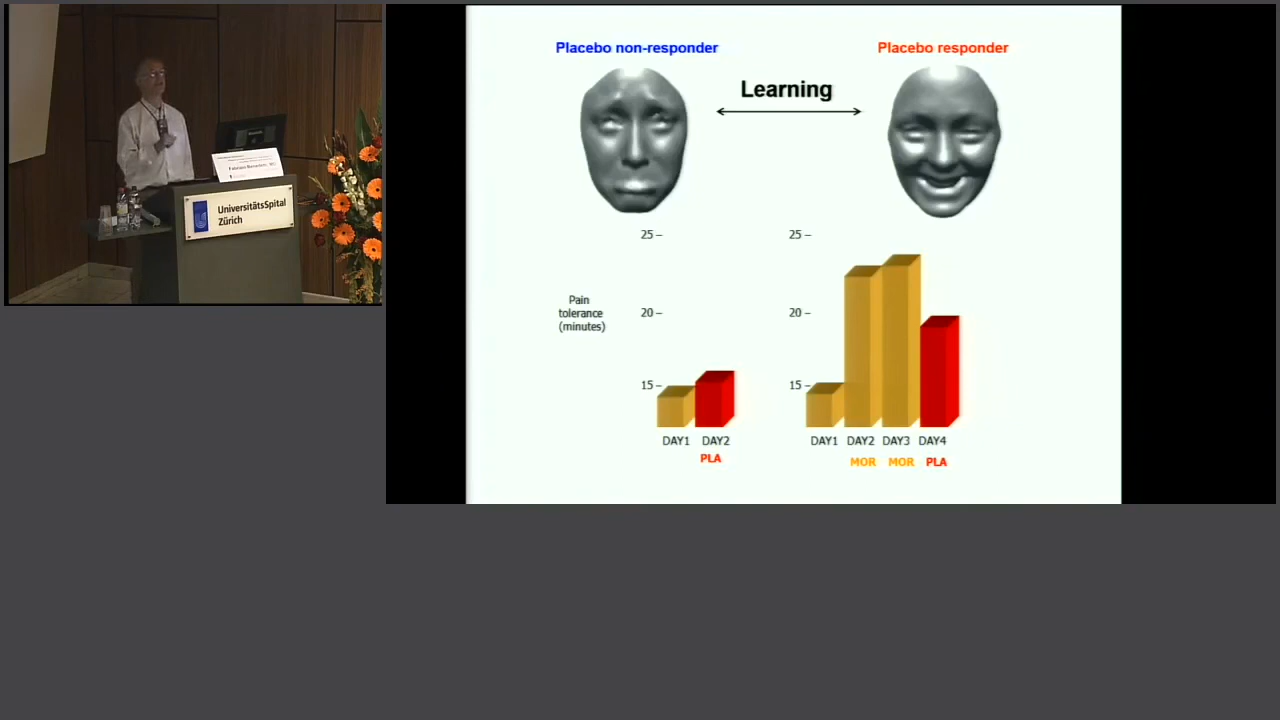 UniversitätsSpital
Zürich
Placebo non-responder
Placebo responder
Learning
25 –
25 –
Pain
tolerance
(minutes)
20 –
20 –
15 –
15 –
DAY1 DAY2
DAY1 DAY2 DAY3 DAY4
PLA
MOR MOR PLA